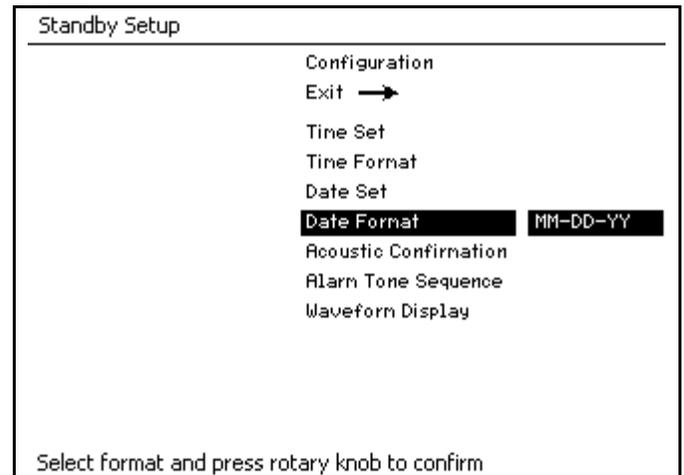 Standby Setup
Configuration
Exit
Time Set
Time Format
Date Set
Date Format MM-DD-YY
Acoustic Confirmation
Alarm Tone Sequence
Waveform Display
Select format and press rotary knob to confirm